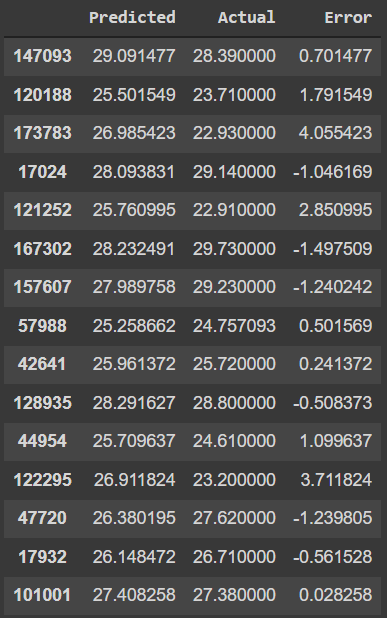 Predicted Actual Error
147093 29.091477 28.390000 0.701477
120188 25.501549 23.710000 1.791549
173783 26.985423 22.930000 4.055423
17024 28.093831 29.140000 -1.046169
121252 25.760995 22.910000 2.850995
167302 28.232491 29.730000 -1.497509
157607 27.989758 29.230000 -1.240242
57988 25.258662 24.757093 0.501569
42641 25.961372 25.720000 0.241372
128935 28.291627 28.800000 -0.508373
44954 25.709637 24.610000 1.099637
122295 26.911824 23.200000 3.711824
47720 26.380195 27.620000 -1.239805
17932 26.148472 26.710000 -0.561528
101001 27.408258 27.380000 0.028258